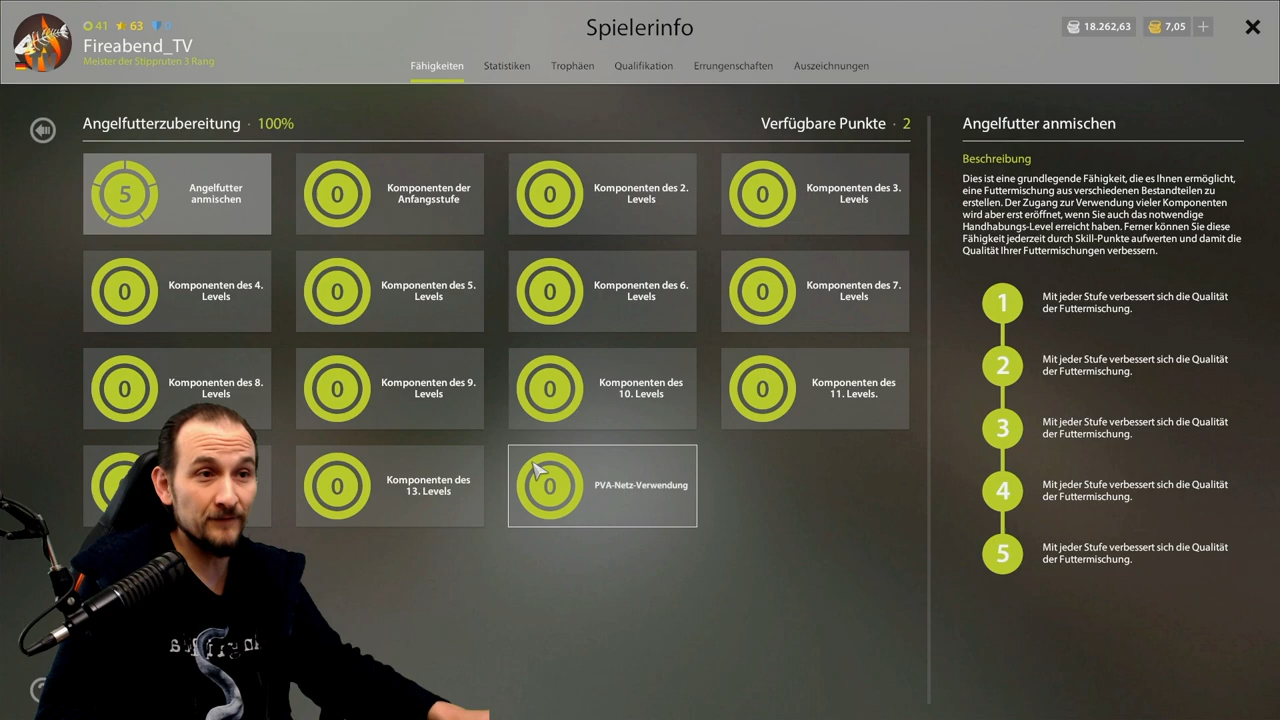 41 63 0
Fireabend_TV
Meister der Stippruten 3 Rang
Spielerinfo
18.262,63
7,05
Fähigkeiten
Statistiken
Trophäen
Qualifikation
Errungenschaften
Auszeichnungen
Angelfutterzubereitung · 100%
Verfügbare Punkte · 2
5
Angelfutter
anmischen
0
Komponenten der
Anfangsstufe
0
Komponenten des 2.
Levels
0
Komponenten des 3.
Levels
0
Komponenten des 4.
Levels
0
Komponenten des 5.
Levels
0
Komponenten des 6.
Levels
0
Komponenten des 7.
Levels
0
Komponenten des 8.
Levels
0
Komponenten des 9.
Levels
0
Komponenten des
10. Levels
0
Komponenten des
11. Levels.
0
0
Komponenten des
13. Levels
0
PVA-Netz-Verwendung
Angelfutter anmischen
Beschreibung
Dies ist eine grundlegende Fähigkeit, die es Ihnen ermöglicht,
eine Futtermischung aus verschiedenen Bestandteilen zu
erstellen. Der Zugang zur Verwendung vieler Komponenten
wird aber erst eröffnet, wenn Sie auch das notwendige
Handhabungs-Level erreicht haben. Ferner können Sie diese
Fähigkeit jederzeit durch Skill-Punkte aufwerten und damit die
Qualität Ihrer Futtermischungen verbessern.
1
Mit jeder Stufe verbessert sich die Qualität
der Futtermischung.
2
Mit jeder Stufe verbessert sich die Qualität
der Futtermischung.
3
Mit jeder Stufe verbessert sich die Qualität
der Futtermischung.
4
Mit jeder Stufe verbessert sich die Qualität
der Futtermischung.
5
Mit jeder Stufe verbessert sich die Qualität
der Futtermischung.